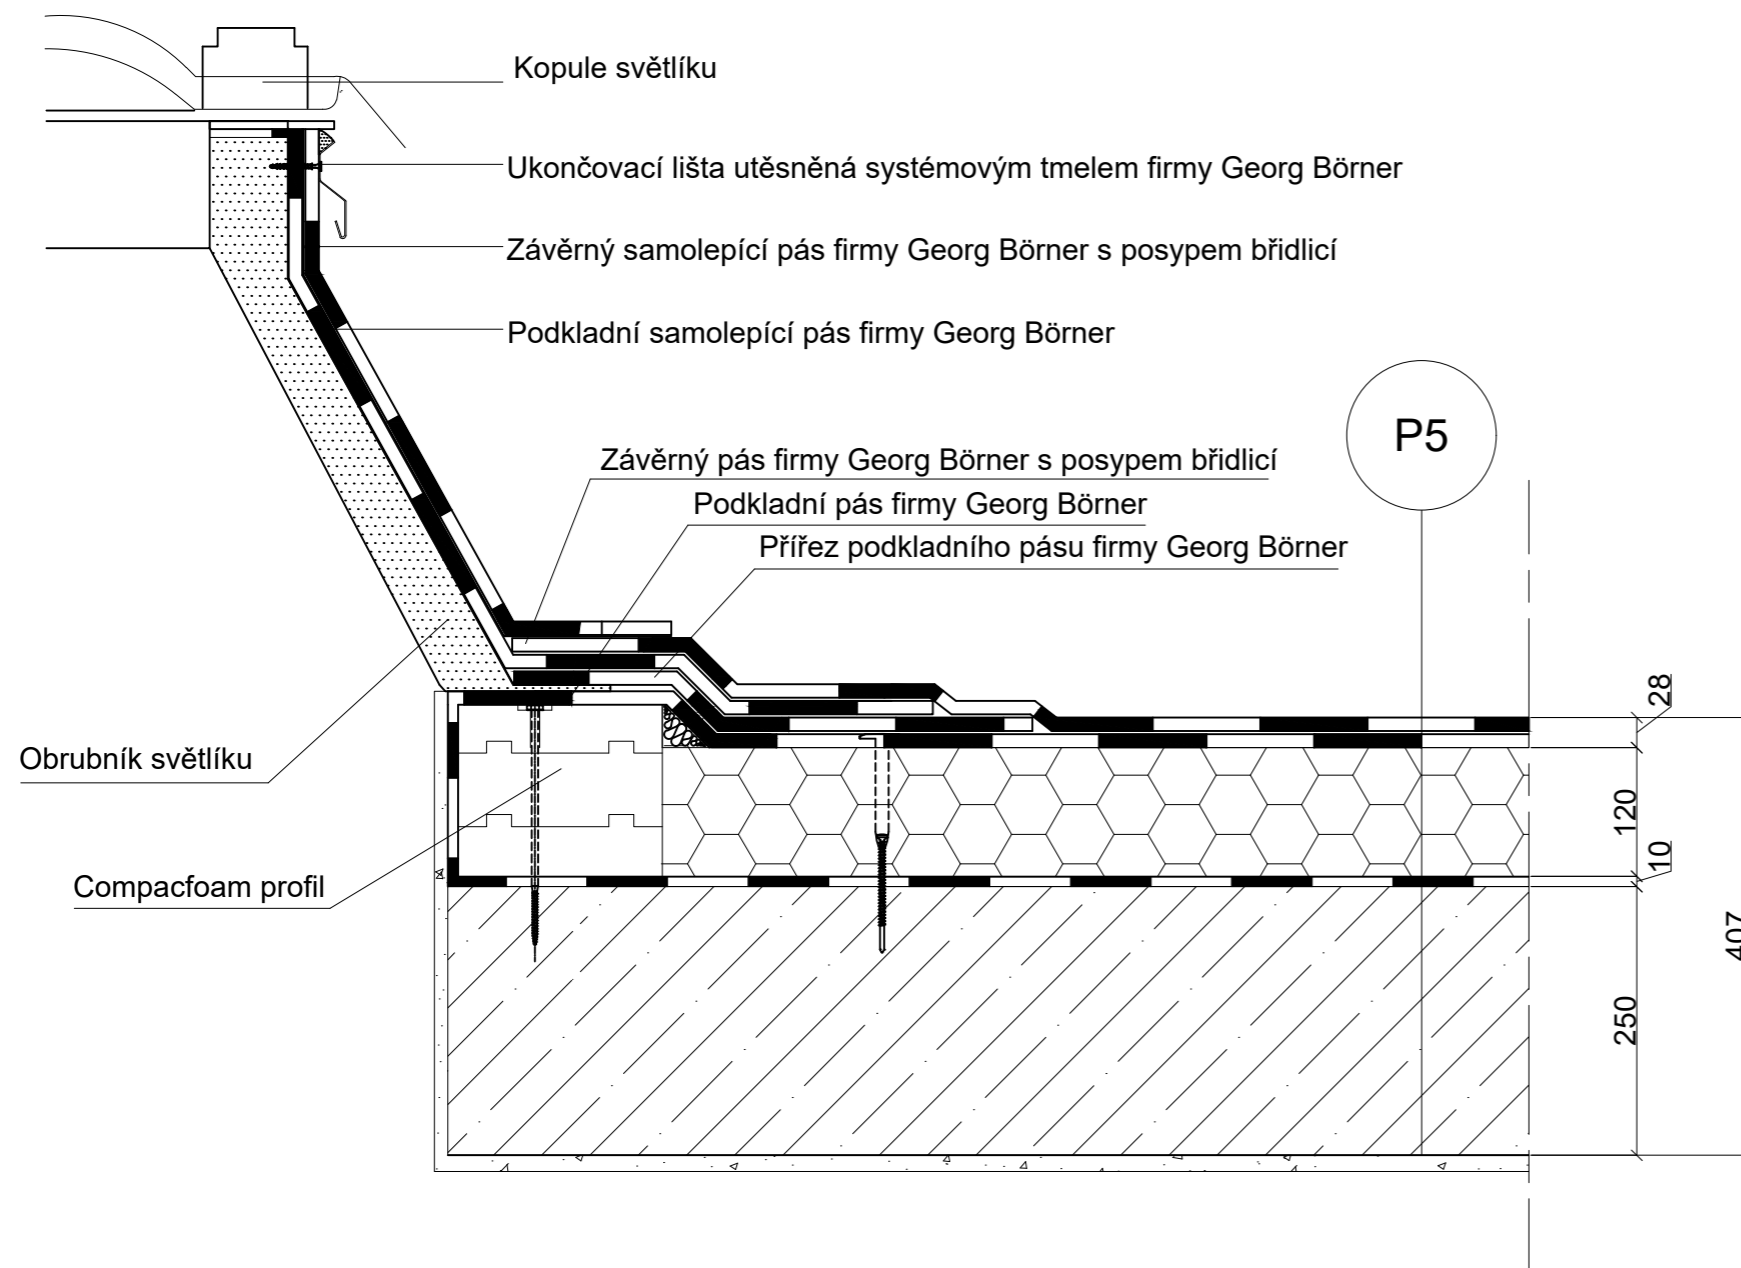 Kopule světlíku
Ukončovací lišta utěsněná systémovým tmelem firmy Georg Börner
Závěrný samolepící pás firmy Georg Börner s posypem břidlicí
Podkladní samolepící pás firmy Georg Börner
P5
Závěrný pás firmy Georg Börner s posypem břidlicí
Podkladní pás firmy Georg Börner
Přířez podkladního pásu firmy Georg Börner
28
Obrubník světlíku
120
10
Compacfoam profil
407
250